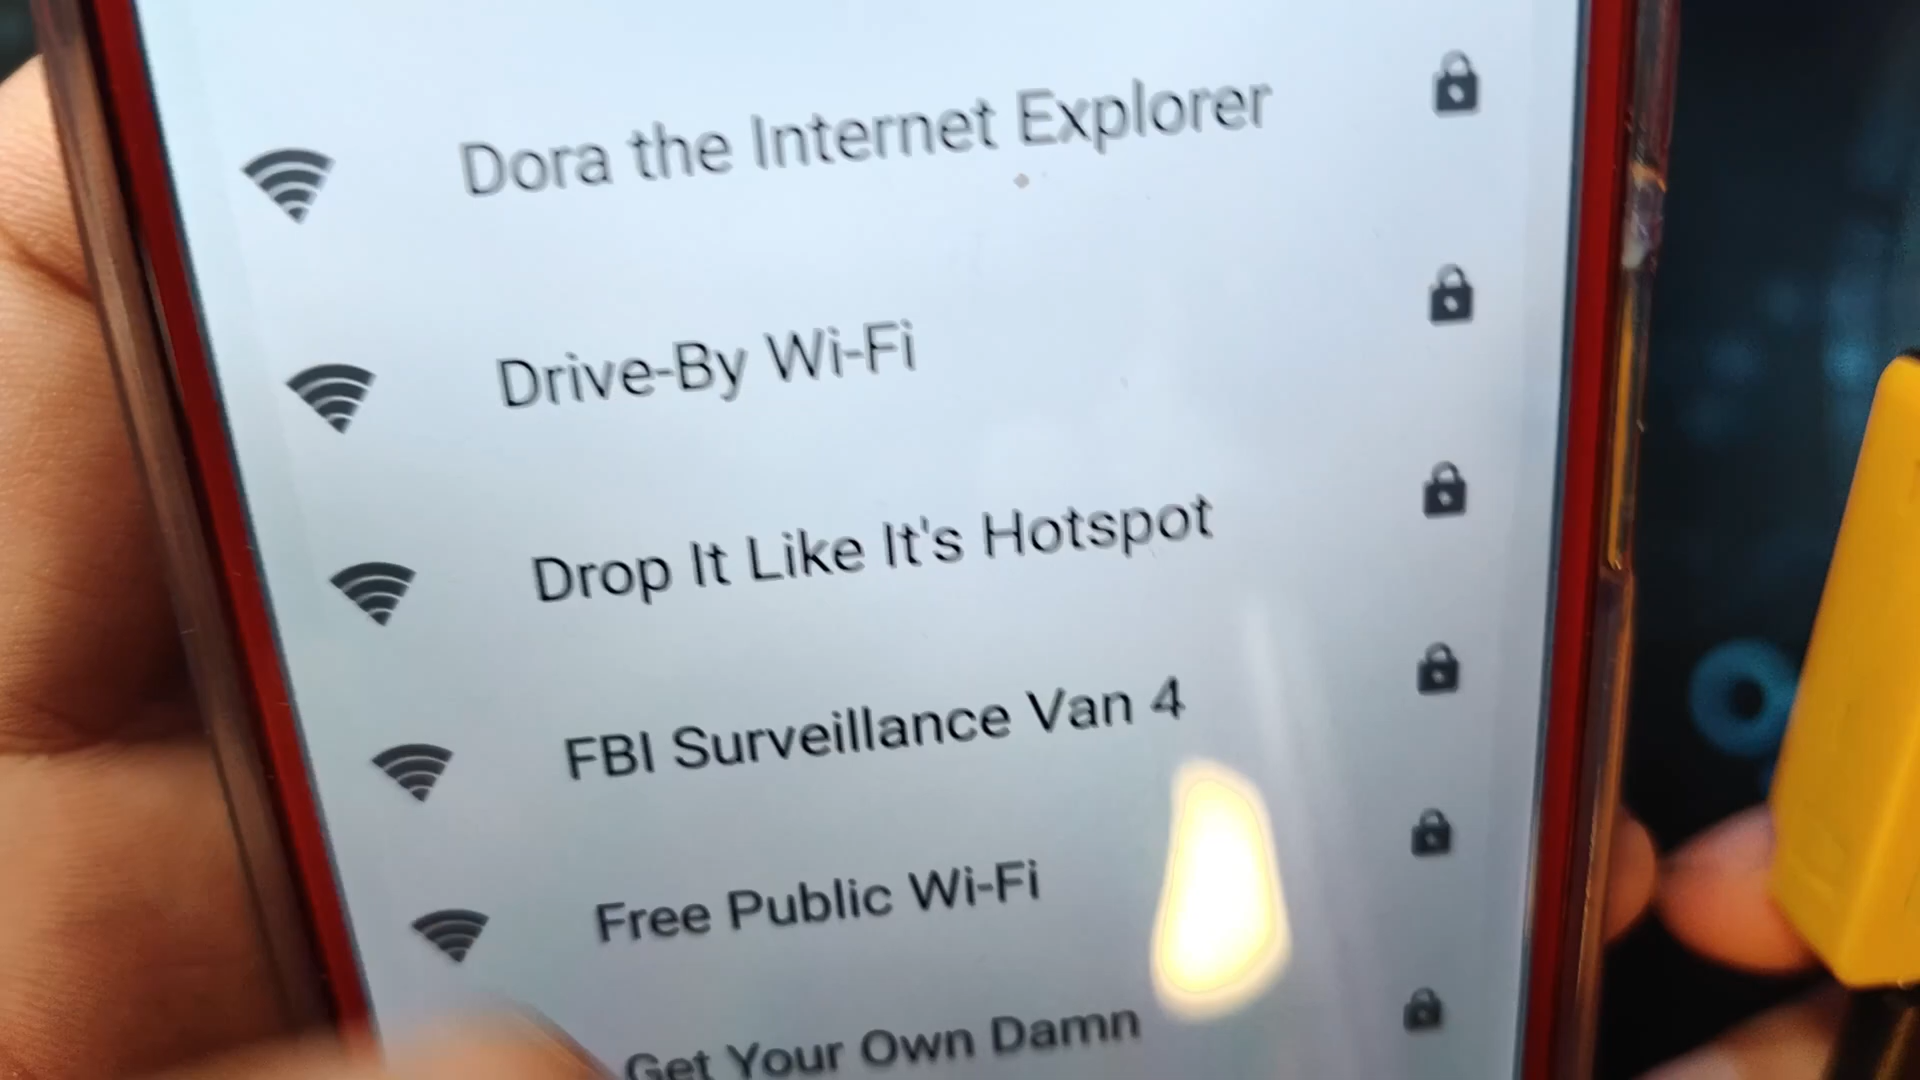 Dora the Internet Explorer
Drive-By Wi-Fi
Drop It Like It's Hotspot
FBI Surveillance Van 4
Free Public Wi-Fi
Get Your Own Damn